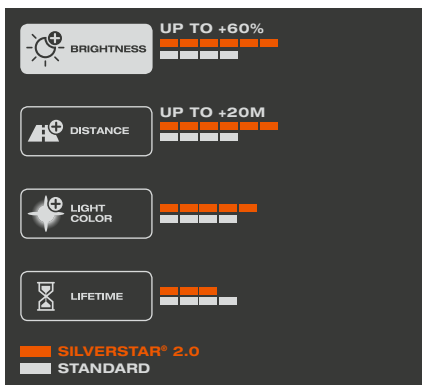 UP TO +60%
BRIGHTNESS
UP TO +20M
DISTANCE
LIGHT
COLOR
LIFETIME
SILVERSTAR® 2.0
STANDARD